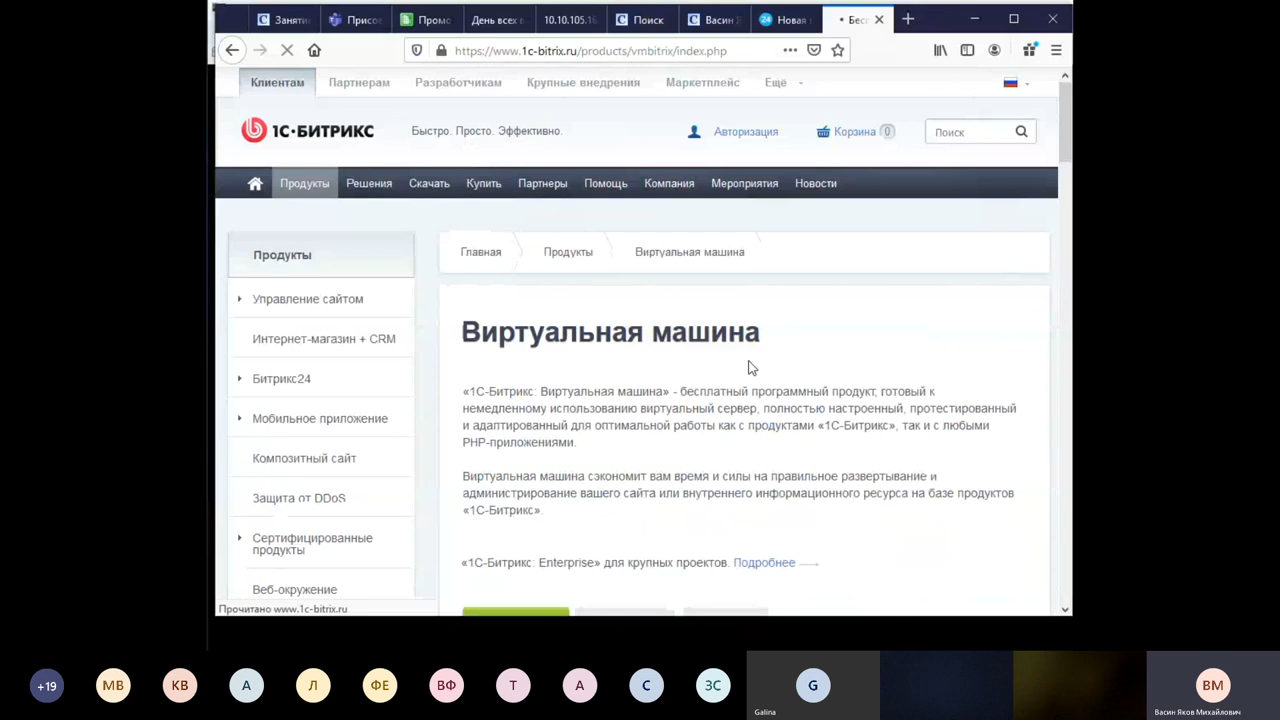 Заняти
Присо
Промо
День всех в
10.10.105.1
Поиск
Васин
Новая
Бес
https://www.1c-bitrix.ru/products/vmbitrix/index.php
Клиентам Партнерам Разработчикам Крупные внедрения Маркетплейс Ещё
1С·БИТРИКС
Быстро. Просто. Эффективно.
Авторизация
Корзина 0
Поиск
Продукты Решения Скачать Купить Партнеры Помощь Компания Мероприятия Новости
Продукты
Управление сайтом
Интернет-магазин + CRM
Битрикс24
Мобильное приложение
Композитный сайт
Защита от DDoS
Сертифицированные
продукты
Веб-окружение
Главная Продукты Виртуальная машина
Виртуальная машина
«1С-Битрикс: Виртуальная машина» - бесплатный программный продукт, готовый к
немедленному использованию виртуальный сервер, полностью настроенный, протестированный
и адаптированный для оптимальной работы как с продуктами «1С-Битрикс», так и с любыми
PHP-приложениями.
Виртуальная машина сэкономит вам время и силы на правильное развертывание и
администрирование вашего сайта или внутреннего информационного ресурса на базе продуктов
«1С-Битрикс».
«1С-Битрикс: Enterprise» для крупных проектов. Подробнее
Прочитано www.1c-bitrix.ru
+19 МВ КВ А Л ФЕ ВФ Т А С ЗС G ВМ
Galina
Васин Яков Михайлович